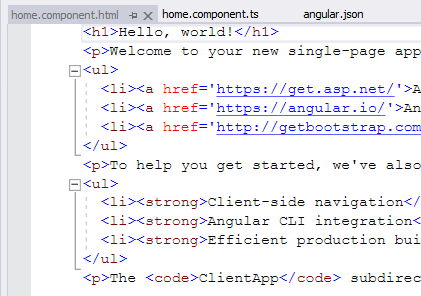 home.component.html home.component.ts angular.json
<h1>Hello, world!</h1>
<p>Welcome to your new single-page app
<ul>
<li><a href='https://get.asp.net/'>A
<li><a href='https://angular.io/'>An
<li><a href='http://getbootstrap.com
</ul>
<p>To help you get started, we've also
<ul>
<li><strong>Client-side navigation</
<li><strong>Angular CLI integration<
<li><strong>Efficient production bui
</ul>
<p>The <code>ClientApp</code> subdirec